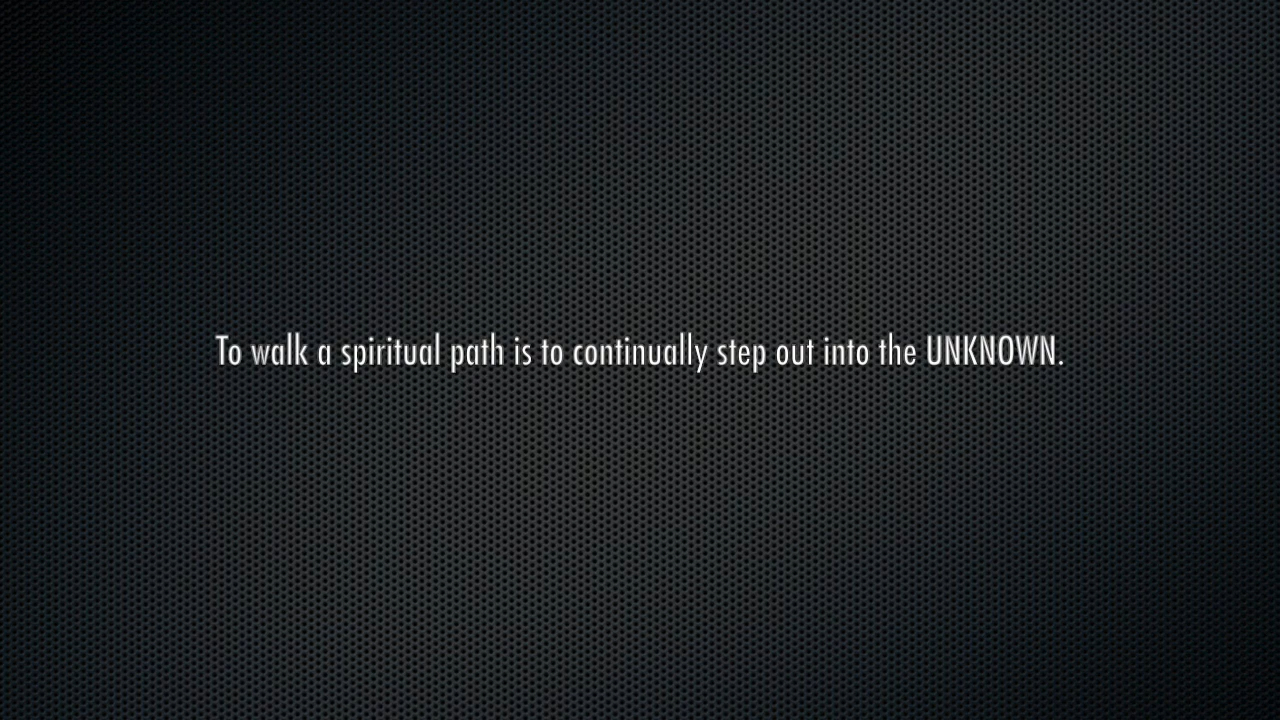 To walk a spiritual path is to continually step out into the UNKNOWN.